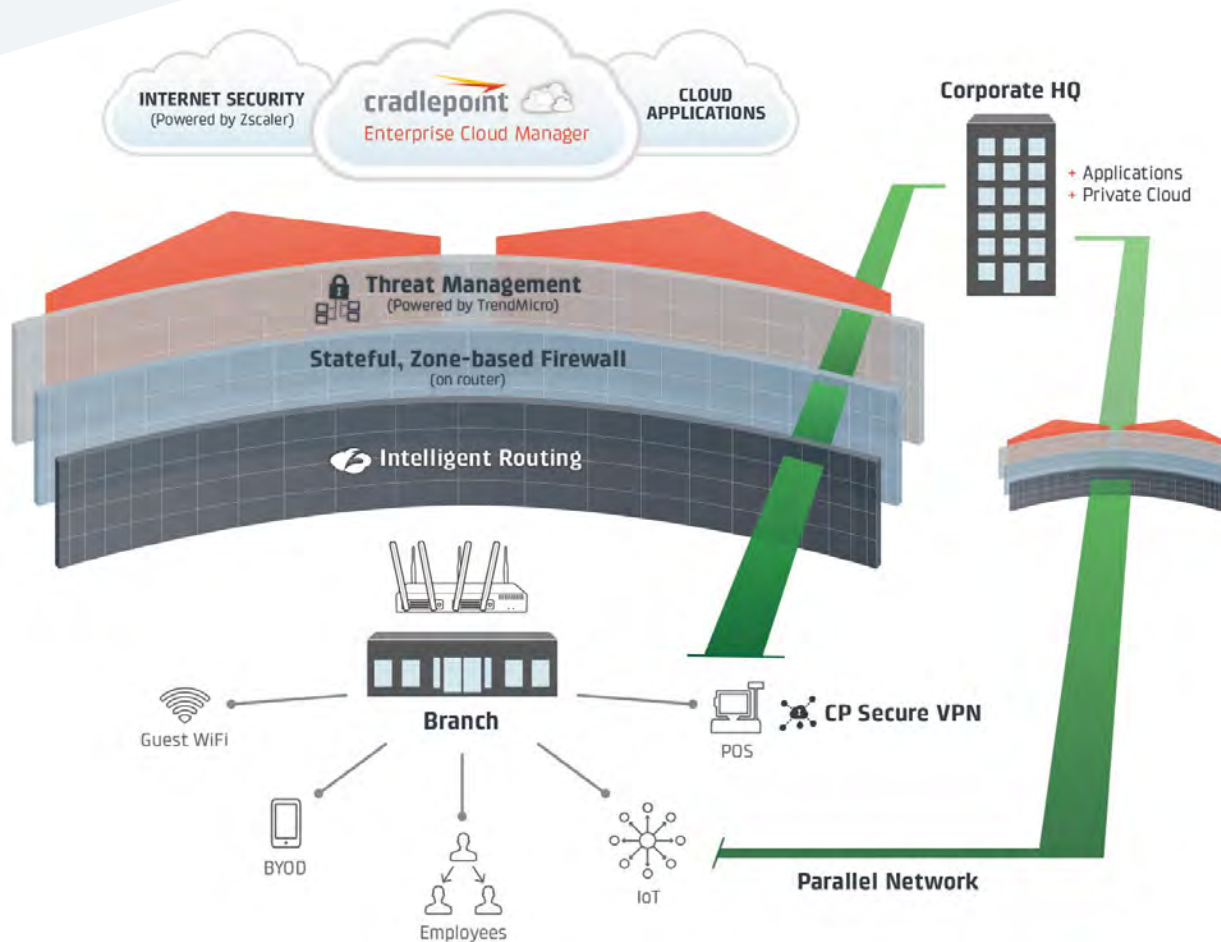 INTERNET SECURITY
(Powered by Zscaler)
cradlepoint
Enterprise Cloud Manager
CLOUD
APPLICATIONS
Corporate HQ
+ Applications
+ Private Cloud
Threat Management
(Powered by TrendMicro)
Stateful, Zone-based Firewall
(on router)
Intelligent Routing
Guest WiFi
Branch
POS
CP Secure VPN
BYOD
Employees
IoT
Parallel Network